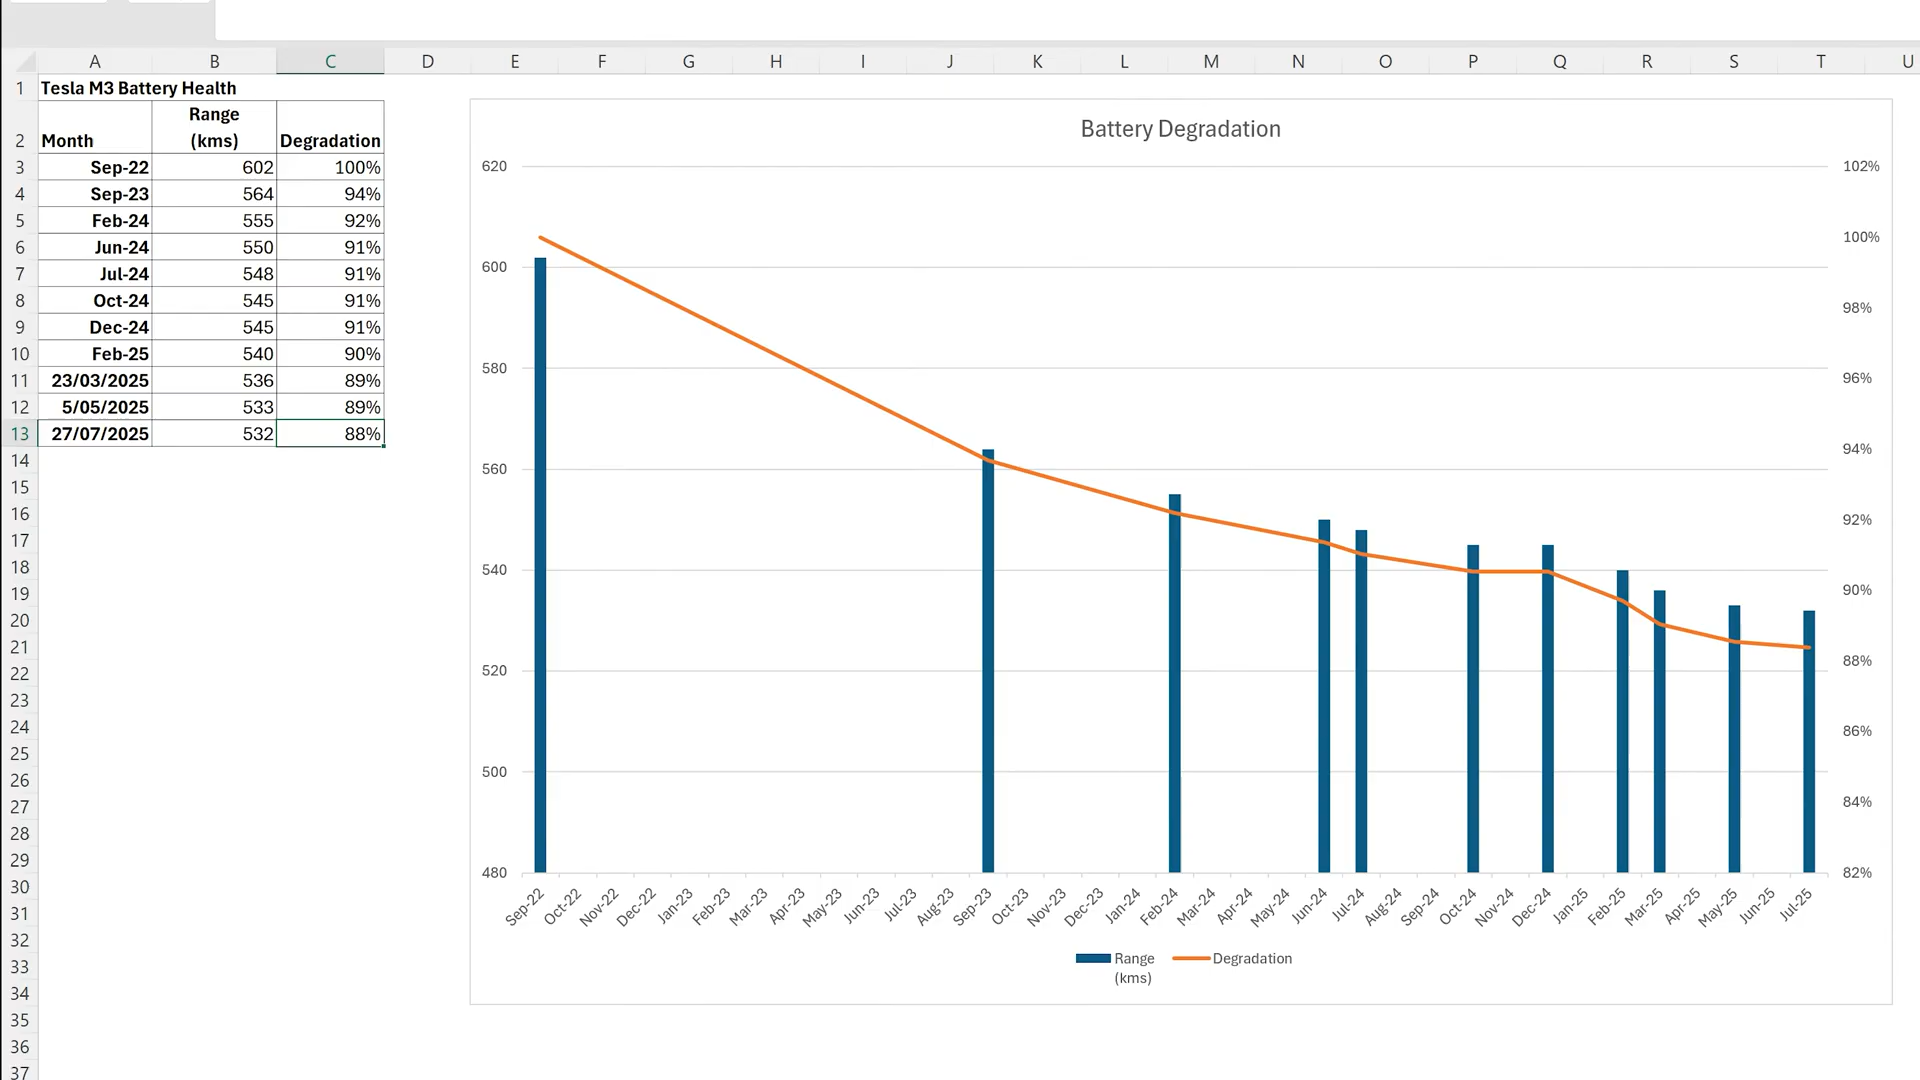 A B C D E F G H I J K L M N O P Q R S T U
1 Tesla M3 Battery Health
Range
2 Month (kms) Degradation
3 Sep-22 602 100%
4 Sep-23 564 94%
5 Feb-24 555 92%
6 Jun-24 550 91%
7 Jul-24 548 91%
8 Oct-24 545 91%
9 Dec-24 545 91%
10 Feb-25 540 90%
11 23/03/2025 536 89%
12 5/05/2025 533 89%
13 27/07/2025 532 88%
14
15
16
17
18
19
20
21
22
23
24
25
26
27
28
29
30
31
32
33
34
35
36
37
Battery Degradation
620 102%
100%
600
98%
580
96%
94%
560
92%
540
90%
520
88%
86%
500
84%
480 82%
Sep-22 Oct-22 Nov-22 Dec-22 Jan-23 Feb-23 Mar-23 Apr-23 May-23 Jun-23 Jul-23 Aug-23 Sep-23 Oct-23 Nov-23 Dec-23 Jan-24 Feb-24 Mar-24 Apr-24 May-24 Jun-24 Jul-24 Aug-24 Sep-24 Oct-24 Nov-24 Dec-24 Jan-25 Feb-25 Mar-25 Apr-25 May-25 Jun-25 Jul-25
Range Degradation
(kms)